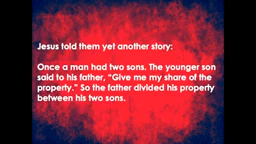 Jesus told them yet another story:
Once a man had two sons. The younger son
said to his father, "Give me my share of the
property." So the father divided his property
between his two sons.